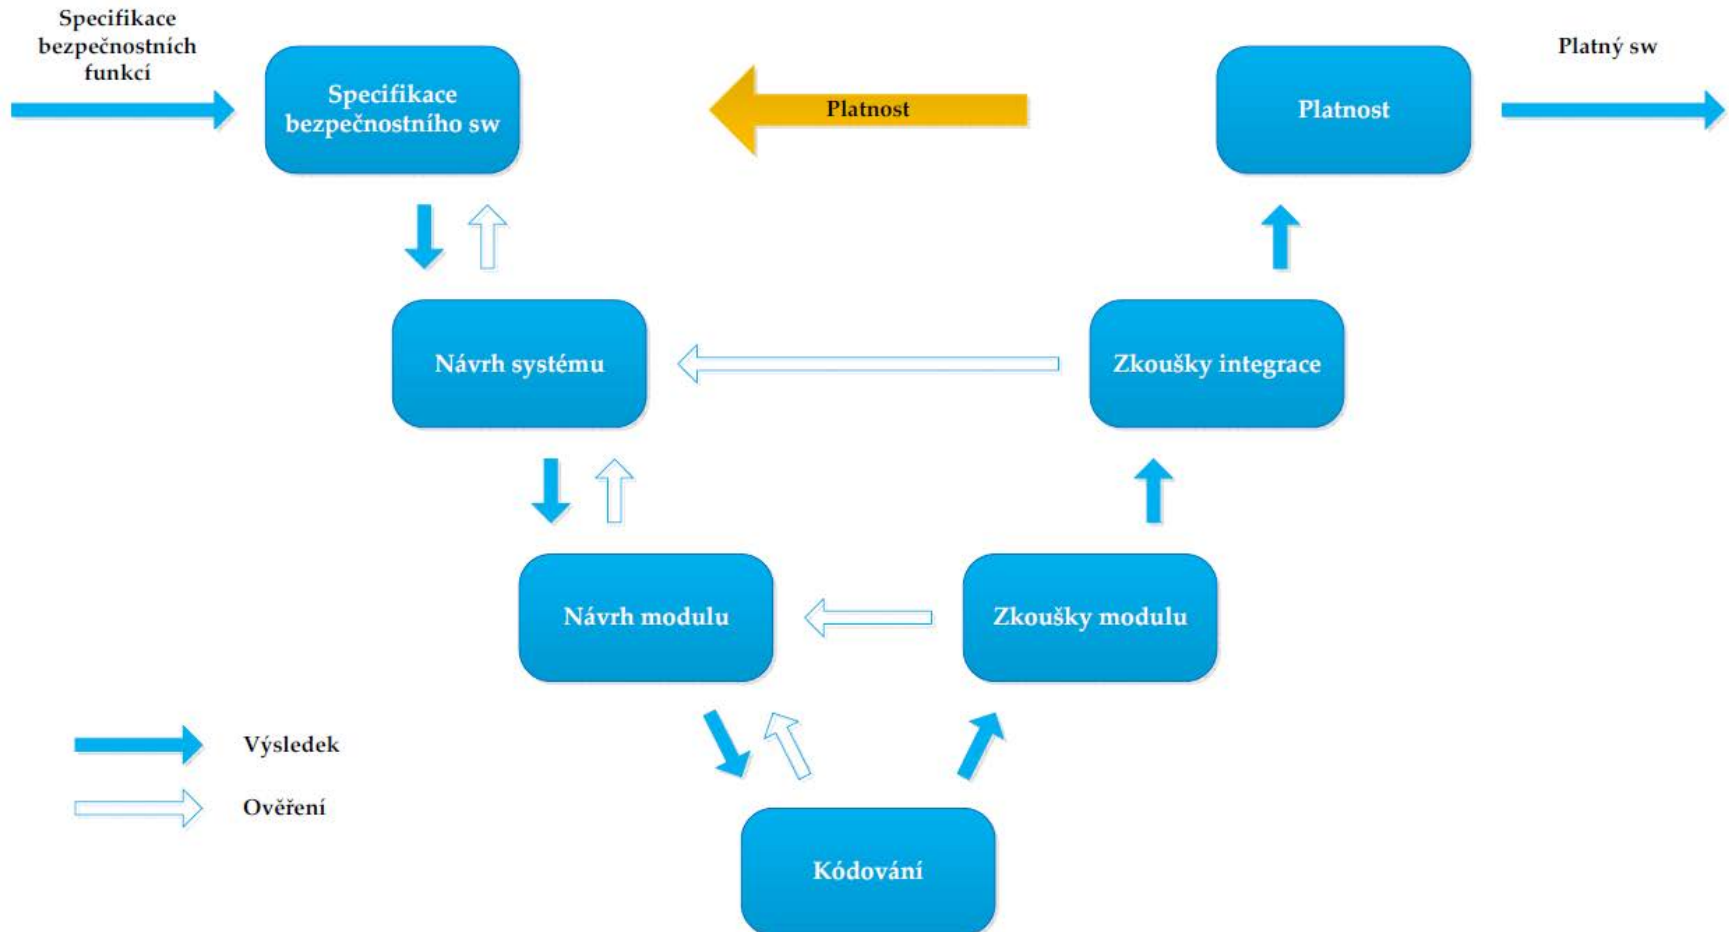 Specifikace
bezpečnostních
funkcí
Specifikace
bezpečnostního sw
Platnost
Platnost
Platný sw
Návrh systému
Zkoušky integrace
Návrh modulu
Zkoušky modulu
Výsledek
Ověření
Kódování